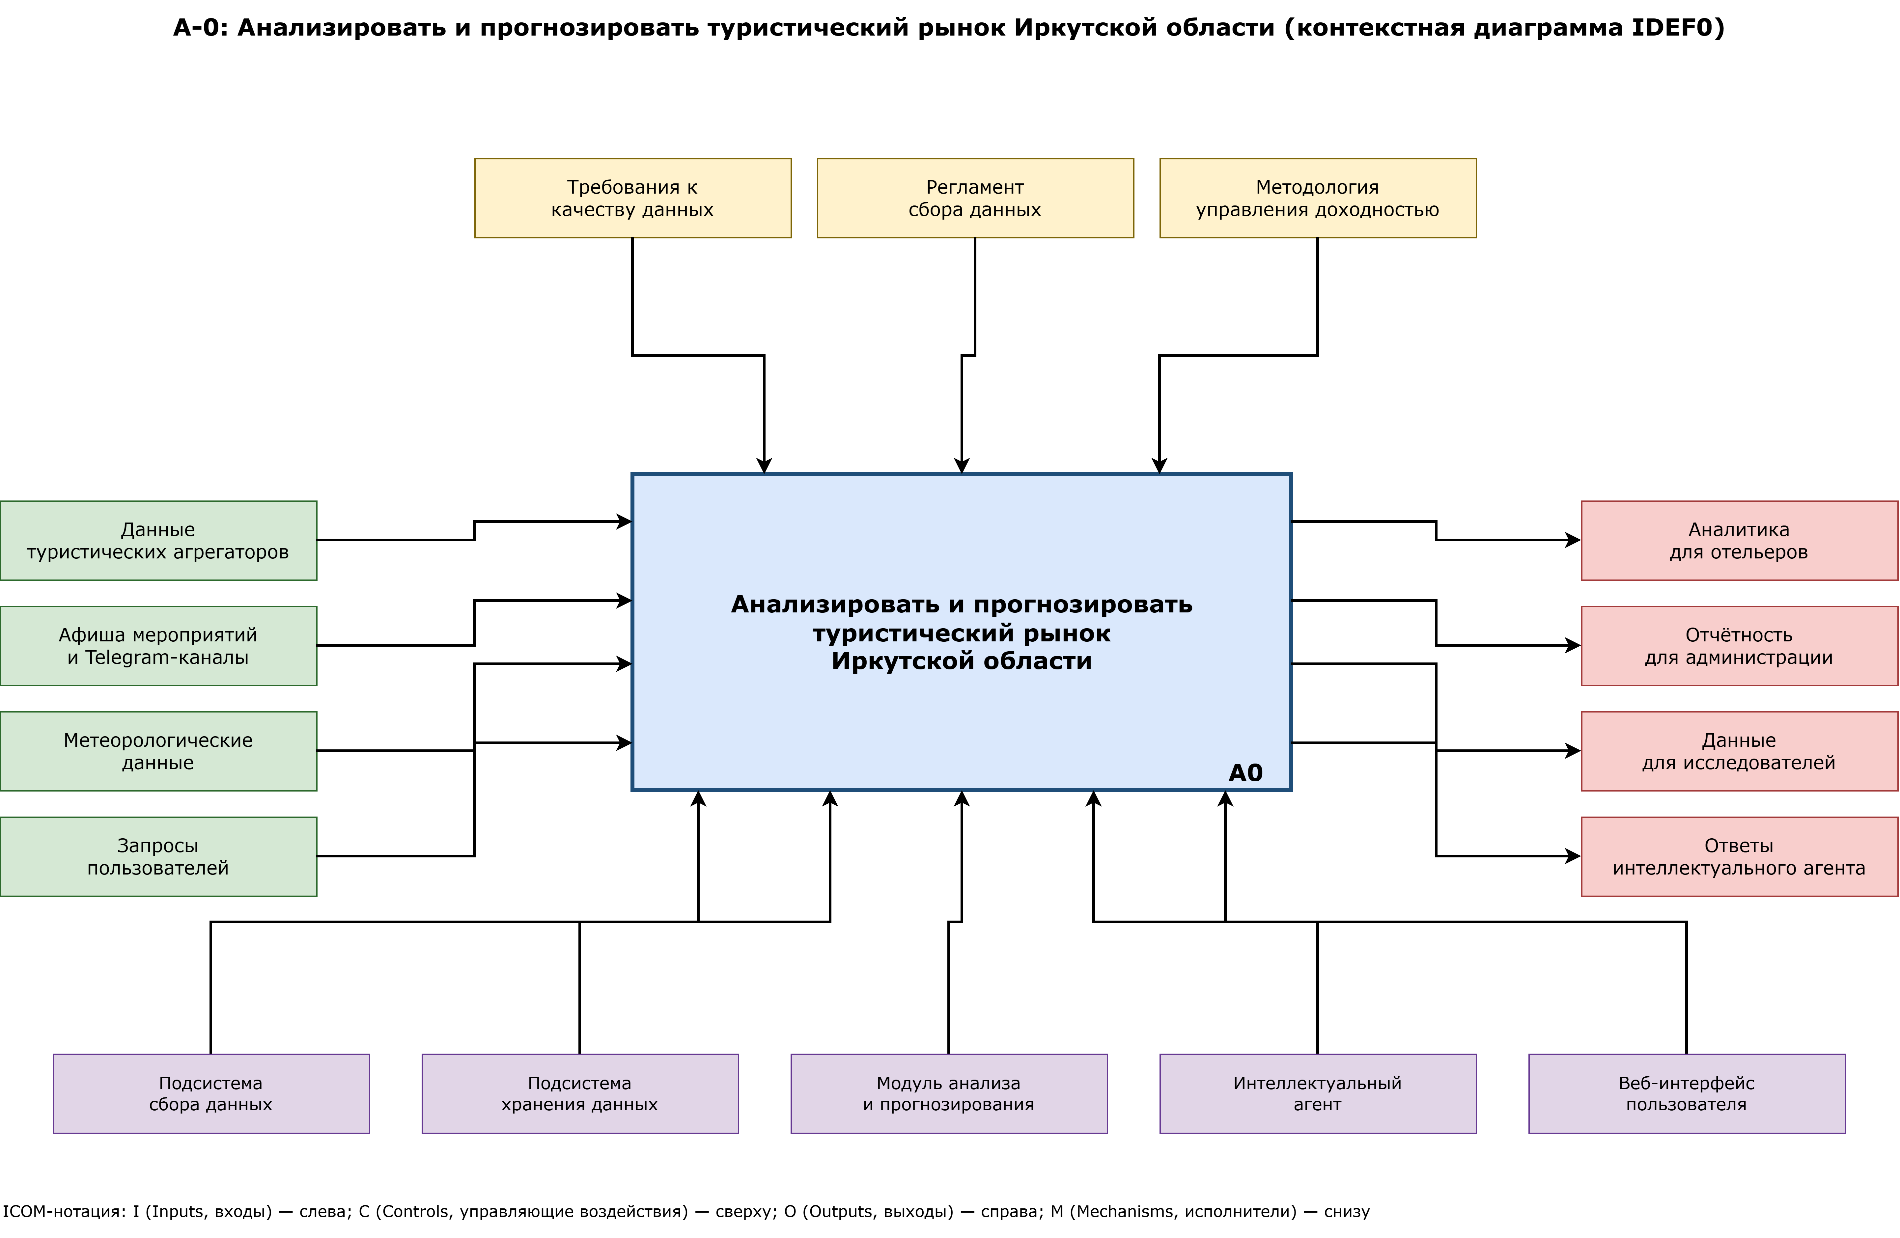 А-0: Анализировать и прогнозировать туристический рынок Иркутской области (контекстная диаграмма IDEF0)
Требования к
качеству данных
Регламент
сбора данных
Методология
управления доходностью
Данные
туристических агрегаторов
Афиша мероприятий
и Telegram-каналы
Метеорологические
данные
Запросы
пользователей
Анализировать и прогнозировать
туристический рынок
Иркутской области
А0
Аналитика
для отельеров
Отчётность
для администрации
Данные
для исследователей
Ответы
интеллектуального агента
Подсистема
сбора данных
Подсистема
хранения данных
Модуль анализа
и прогнозирования
Интеллектуальный
агент
Веб-интерфейс
пользователя
ICOM-нотация: I (Inputs, входы) — слева; C (Controls, управляющие воздействия) — сверху; O (Outputs, выходы) — справа; M (Mechanisms, исполнители) — снизу